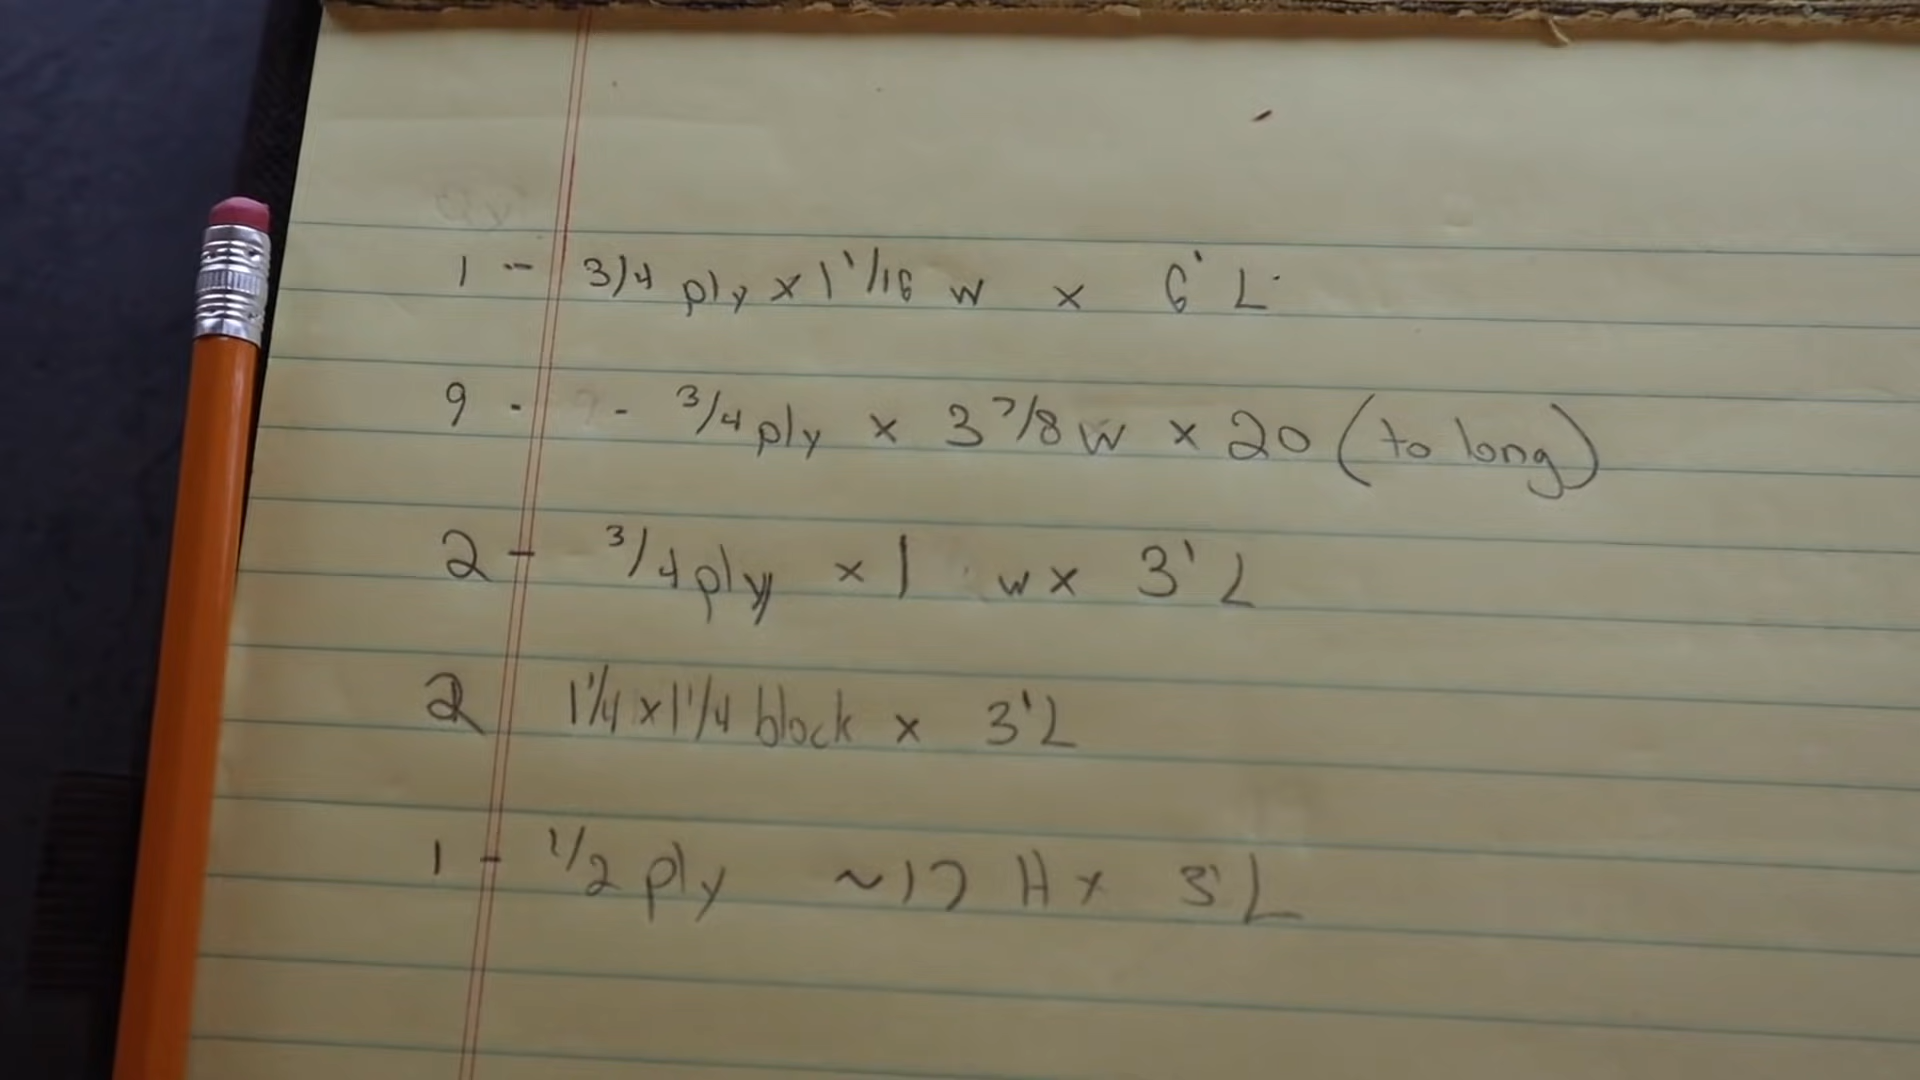 1 - 3/4 ply x 1 1/16 w x 6' L
9 - - 3/4 ply x 3 7/8 w x 20 (to long)
2 - 3/4 ply x 1 w x 3' L
2 1 1/4 x 1 1/4 block x 3' L
1 - 1/2 ply ~17 H x 3' L